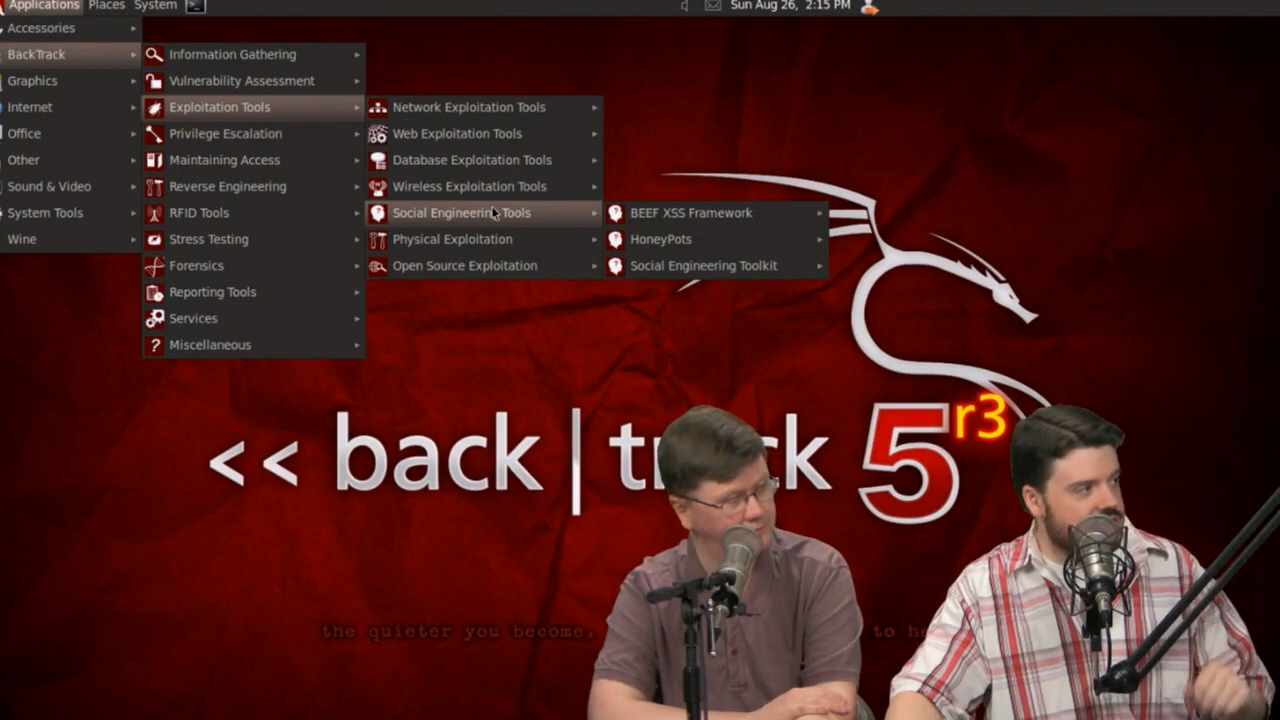 Applications Places System Sun Aug 26, 2:15 PM
Accessories
BackTrack
Graphics
Internet
Office
Other
Sound & Video
System Tools
Wine
Information Gathering
Vulnerability Assessment
Exploitation Tools
Privilege Escalation
Maintaining Access
Reverse Engineering
RFID Tools
Stress Testing
Forensics
Reporting Tools
Services
Miscellaneous
Network Exploitation Tools
Web Exploitation Tools
Database Exploitation Tools
Wireless Exploitation Tools
Social Engineering Tools
Physical Exploitation
Open Source Exploitation
BEEF XSS Framework
HoneyPots
Social Engineering Toolkit
<< back | track 5 r3
the quieter you become, to he